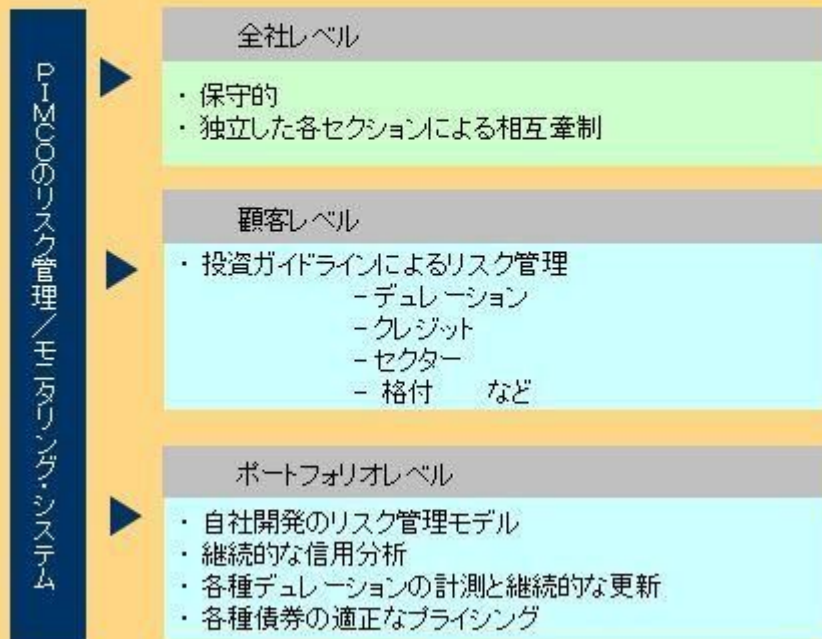 PIMCOのリスク管理／モニタリング・システム
全社レベル
・保守的
・独立した各セクションによる相互牽制
顧客レベル
・投資ガイドラインによるリスク管理
－デュレーション
－クレジット
－セクター
－格付　など
ポートフォリオレベル
・自社開発のリスク管理モデル
・継続的な信用分析
・各種デュレーションの計測と継続的な更新
・各種債券の適正なプライシング